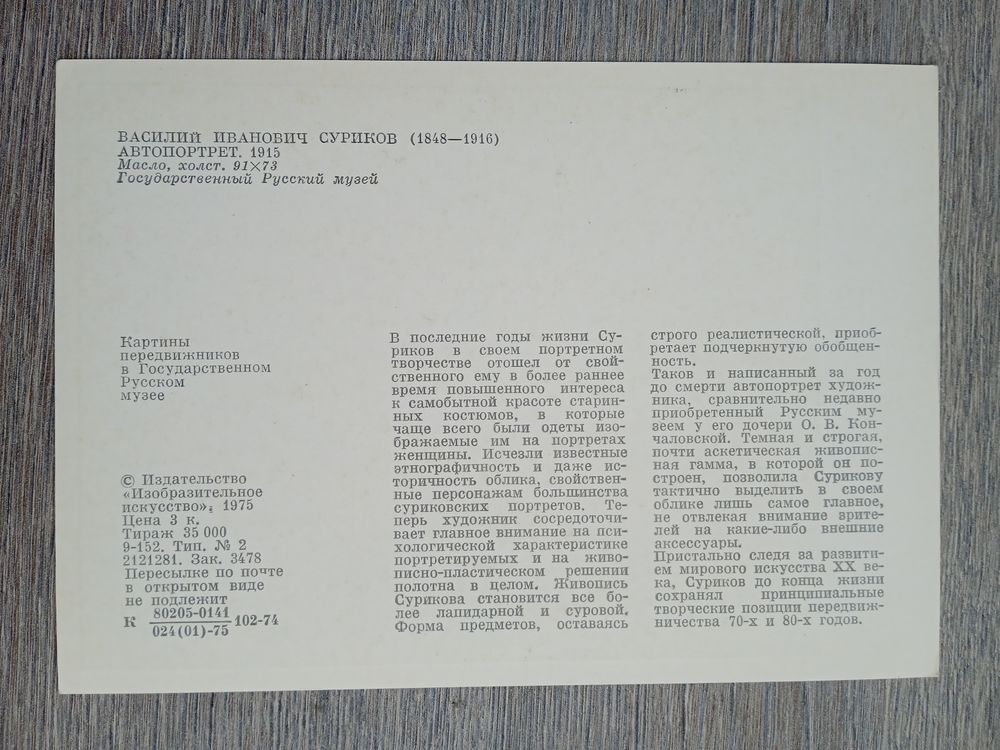 ВАСИЛИЙ ИВАНОВИЧ СУРИКОВ (1848—1916)
АВТОПОРТРЕТ. 1915
Масло, холст. 91×73
Государственный Русский музей
Картины
передвижников
в Государственном
Русском
музее
© Издательство
«Изобразительное
искусство», 1975
Цена 3 к.
Тираж 35 000
9-152. Тип. № 2
2121281. Зак. 3478
Пересылке по почте
в открытом виде
не подлежит
К 80205-0141
024(01)-75 102-74
В последние годы жизни Су-
риков в своем портретном
творчестве отошел от свой-
ственного ему в более раннее
время повышенного интереса
к самобытной красоте старин-
ных костюмов, в которые
чаще всего были одеты изо-
бражаемые им на портретах
женщины. Исчезли известные
этнографичность и даже ис-
торичность облика, свойствен-
ные персонажам большинства
суриковских портретов. Те-
перь художник сосредоточи-
вает главное внимание на пси-
хологической характеристике
портретируемых и на живо-
писно-пластическом решении
полотна в целом. Живопись
Сурикова становится все бо-
лее лапидарной и суровой.
Форма предметов, оставаясь
строго реалистической, приоб-
ретает подчеркнутую обобщен-
ность.
Таков и написанный за год
до смерти автопортрет худож-
ника, сравнительно недавно
приобретенный Русским му-
зеем у его дочери О. В. Кон-
чаловской. Темная и строгая,
почти аскетическая живопис-
ная гамма, в которой он по-
строен, позволила Сурикову
тактично выделить в своем
облике лишь самое главное,
не отвлекая внимание зрите-
лей на какие-либо внешние
аксессуары.
Пристально следя за развити-
ем мирового искусства XX ве-
ка, Суриков до конца жизни
сохранял принципиальные
творческие позиции передвиж-
ничества 70-х и 80-х годов.